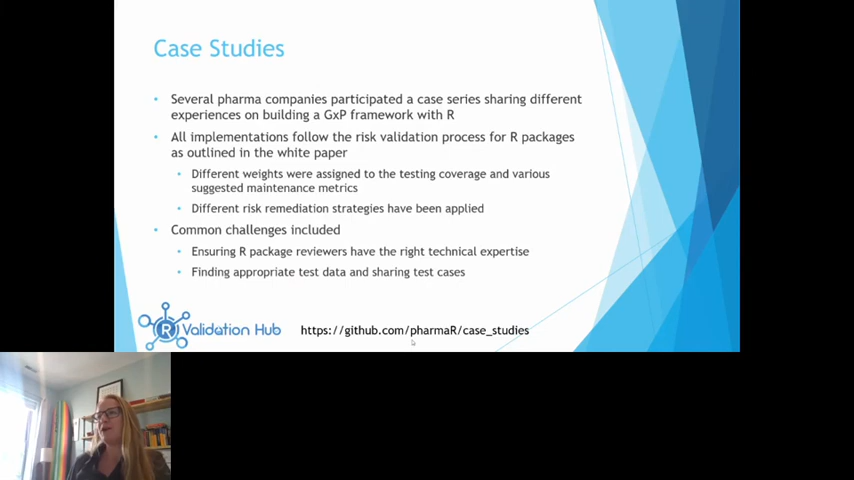 Case Studies
Several pharma companies participated a case series sharing different
experiences on building a GxP framework with R
All implementations follow the risk validation process for R packages
as outlined in the white paper
Different weights were assigned to the testing coverage and various
suggested maintenance metrics
Different risk remediation strategies have been applied
Common challenges included
Ensuring R package reviewers have the right technical expertise
Finding appropriate test data and sharing test cases
R Validation Hub
https://github.com/pharmaR/case_studies